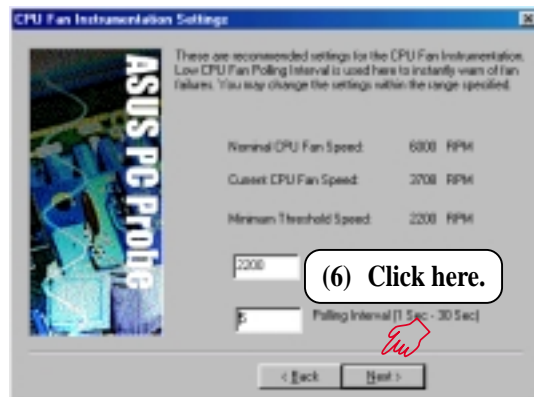 CPU Fan Instrumentation Settings
ASUS PC Probe
These are recommended settings for the CPU Fan Instrumentation.
Low CPU Fan Polling Interval is used here to instantly warn of fan
failures. You may change the settings within the range specified.
Nominal CPU Fan Speed: 6000 RPM
Current CPU Fan Speed: 3708 RPM
Minimum Threshold Speed: 2200 RPM
2200
(6) Click here.
5 Polling Interval (1 Sec - 30 Sec)
< Back Next >